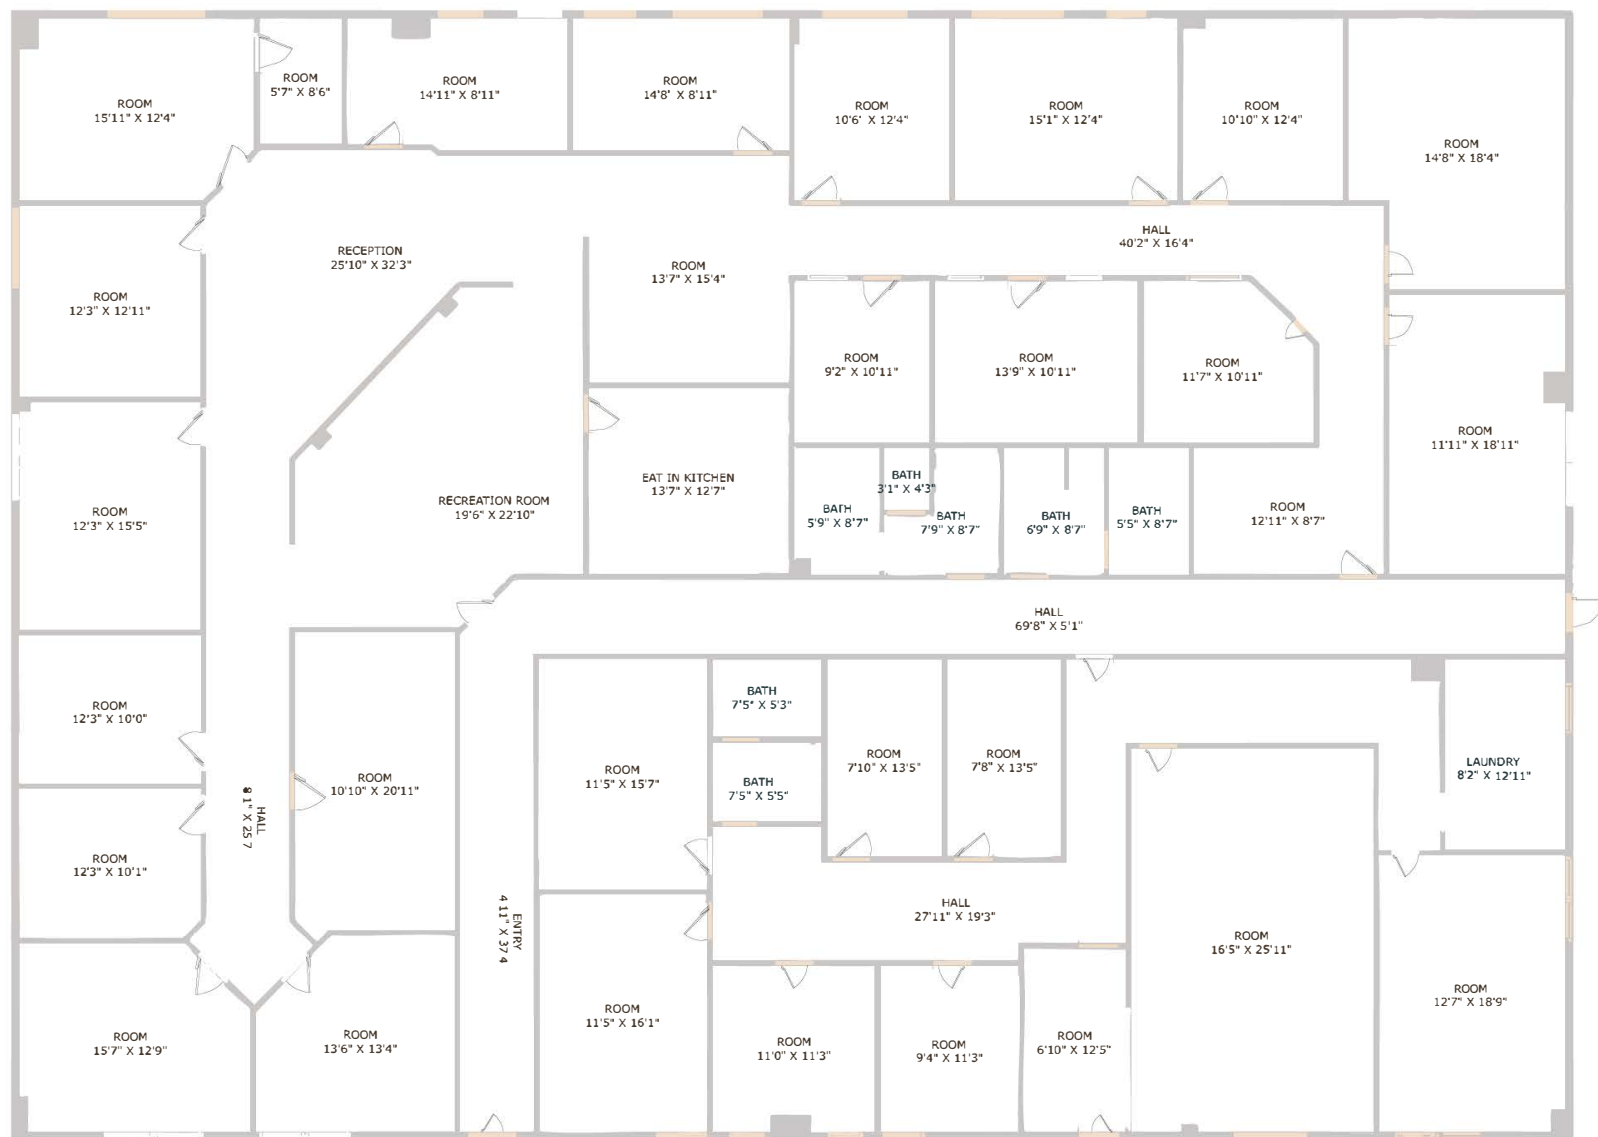 ROOM
15'11" X 12'4"
ROOM
5'7" X 8'6"
ROOM
14'11" X 8'11"
ROOM
14'8' X 8'11"
ROOM
10'6' X 12'4"
ROOM
15'1" X 12'4"
ROOM
10'10" X 12'4"
ROOM
14'8" X 18'4"
HALL
40'2" X 16'4"
RECEPTION
25'10" X 32'3"
ROOM
13'7" X 15'4"
ROOM
12'3" X 12'11"
ROOM
9'2" X 10'11"
ROOM
13'9" X 10'11"
ROOM
11'7" X 10'11"
ROOM
11'11" X 18'11"
EAT IN KITCHEN
13'7" X 12'7"
RECREATION ROOM
19'6" X 22'10"
BATH
3'1" X 4'3"
BATH
5'9" X 8'7"
BATH
7'9" X 8'7"
BATH
6'9" X 8'7"
BATH
5'5" X 8'7"
ROOM
12'11" X 8'7"
ROOM
12'3" X 15'5"
HALL
69'8" X 5'1"
ROOM
12'3" X 10'0"
BATH
7'5" X 5'3"
ROOM
7'10" X 13'5"
ROOM
7'8" X 13'5"
LAUNDRY
8'2" X 12'11"
ROOM
11'5" X 15'7"
ROOM
10'10" X 20'11"
BATH
7'5" X 5'5"
HALL
8 1" X 25 7
ROOM
12'3" X 10'1"
ENTRY
4 11" X 37 4
HALL
27'11" X 19'3"
ROOM
16'5" X 25'11"
ROOM
12'7" X 18'9"
ROOM
11'5" X 16'1"
ROOM
15'7" X 12'9"
ROOM
13'6" X 13'4"
ROOM
11'0" X 11'3"
ROOM
9'4" X 11'3"
ROOM
6'10" X 12'5"